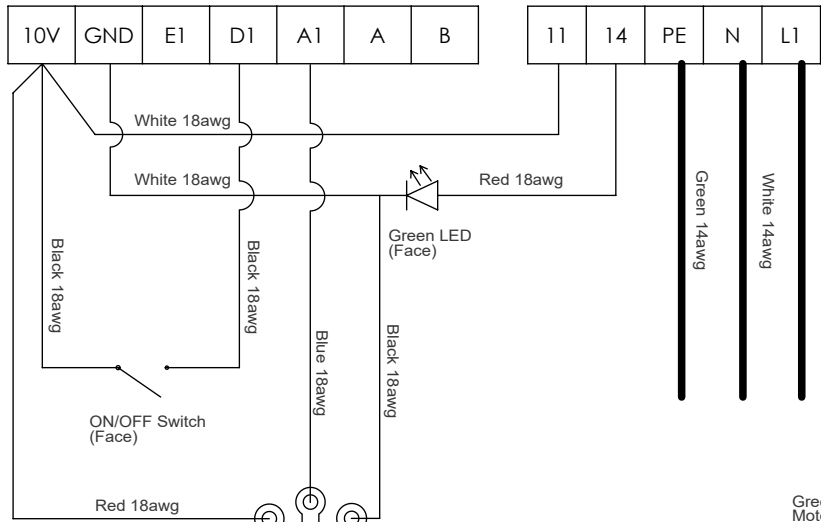 10V GND E1 D1 A1 A B 11 14 PE N L1
White 18awg
White 18awg
Red 18awg
Green LED
(Face)
Green 14awg
White 14awg
Black 18awg
Black 18awg
Blue 18awg
Black 18awg
ON/OFF Switch
(Face)
Red 18awg